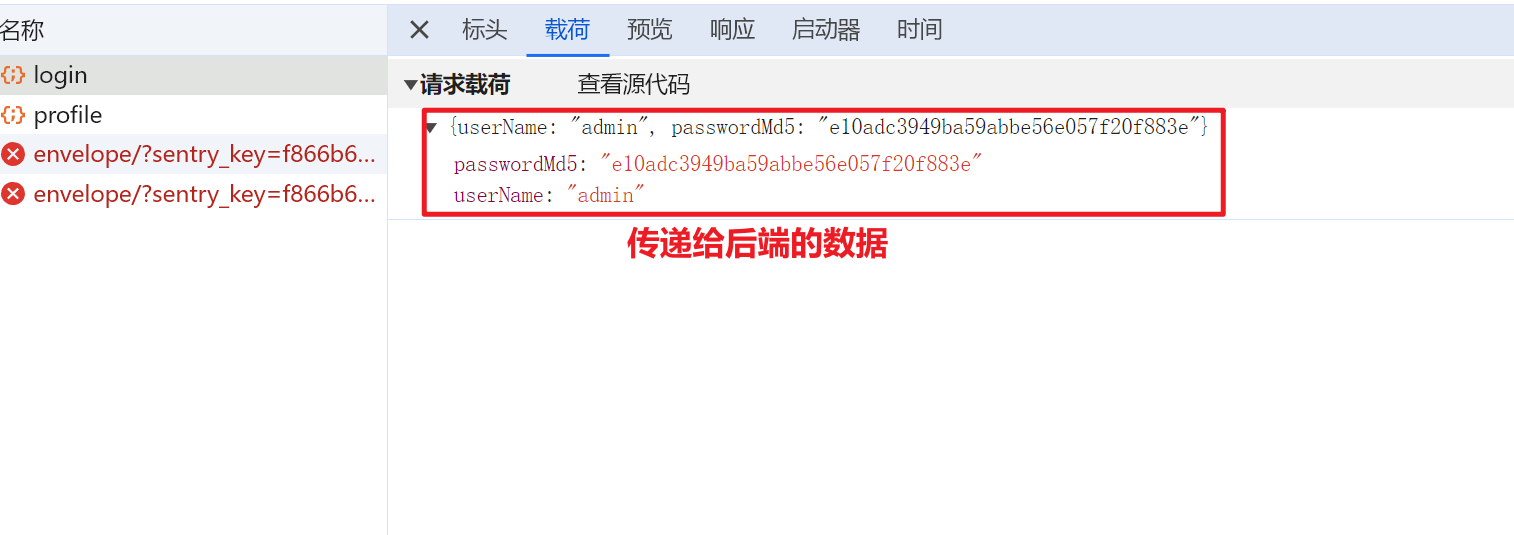 名称
login
profile
envelope/?sentry_key=f866b6...
envelope/?sentry_key=f866b6...
标头 载荷 预览 响应 启动器 时间
请求载荷 查看源代码
{userName: "admin", passwordMd5: "e10adc3949ba59abbe56e057f20f883e"}
passwordMd5: "e10adc3949ba59abbe56e057f20f883e"
userName: "admin"
传递给后端的数据